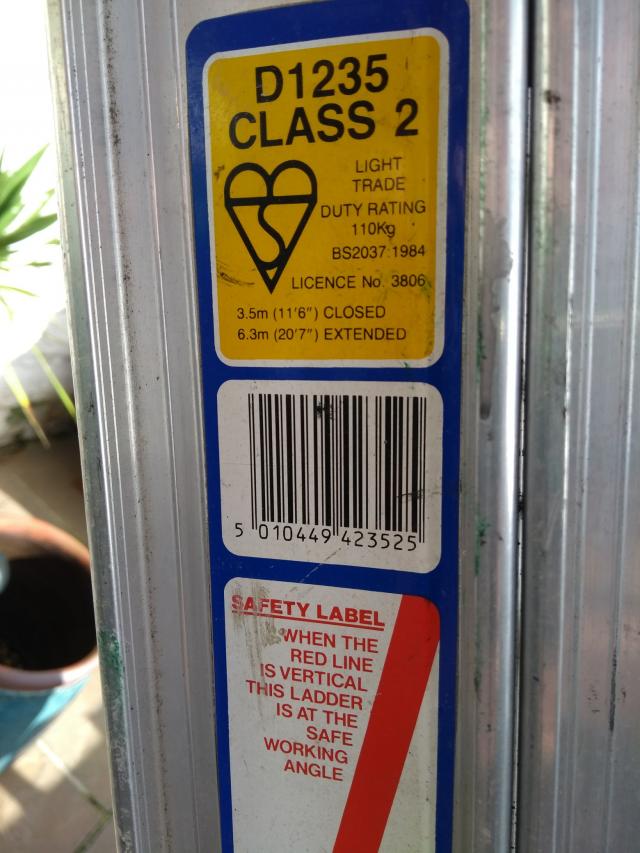 D1235
CLASS 2
LIGHT
TRADE
DUTY RATING
110Kg
BS2037:1984
LICENCE No. 3806
3.5m (11'6") CLOSED
6.3m (20'7") EXTENDED
5 010449 423525
SAFETY LABEL
WHEN THE
RED LINE
IS VERTICAL
THIS LADDER
IS AT THE
SAFE
WORKING
ANGLE